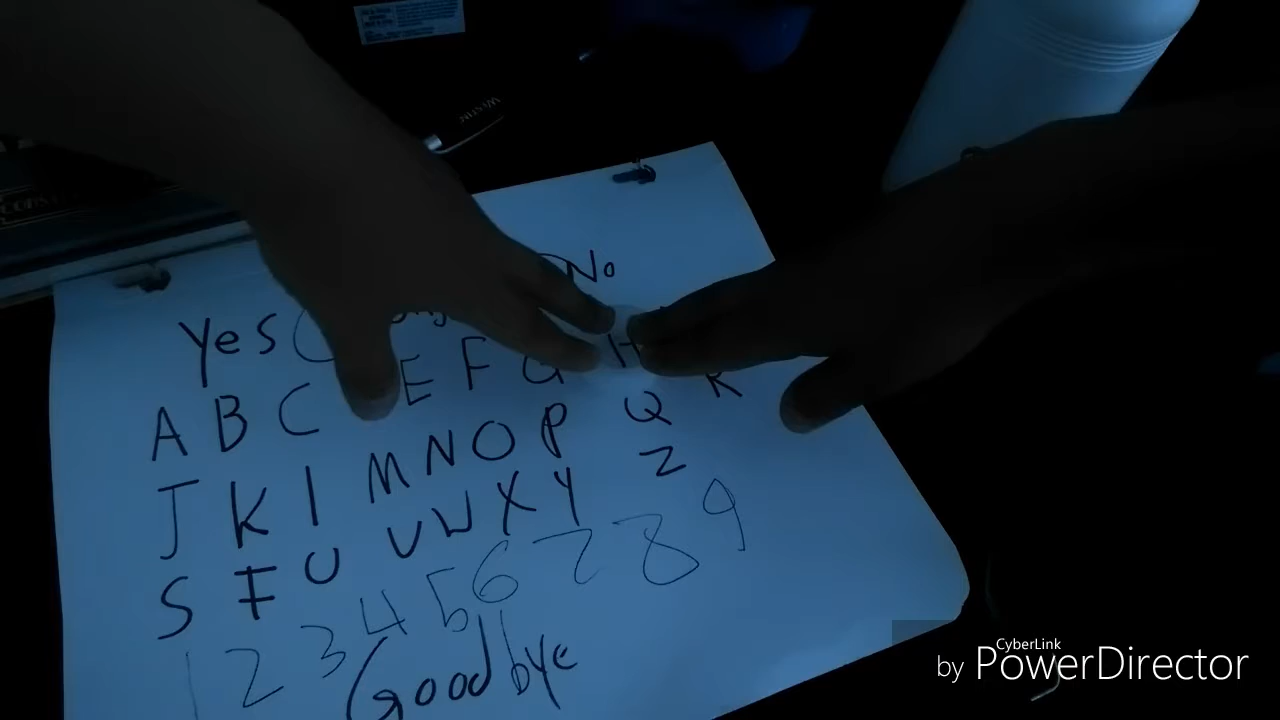 No
Yes
A B C E F G H R
J K l M N O P Q
S T U V W X Y Z
1 2 3 4 5 6 7 8 9
Goodbye
CyberLink
by PowerDirector